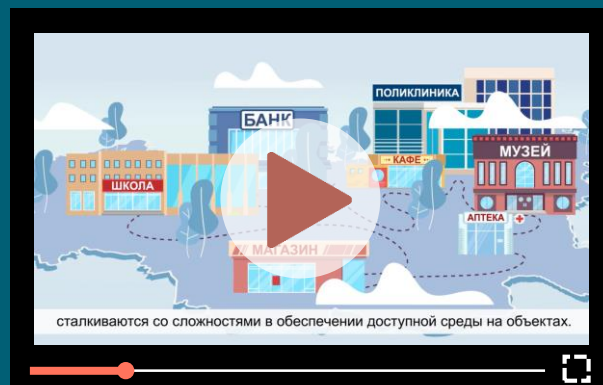 ПОЛИКЛИНИКА
БАНК
МУЗЕЙ
КАФЕ
ШКОЛА
АПТЕКА
МАГАЗИН
сталкиваются со сложностями в обеспечении доступной среды на объектах.